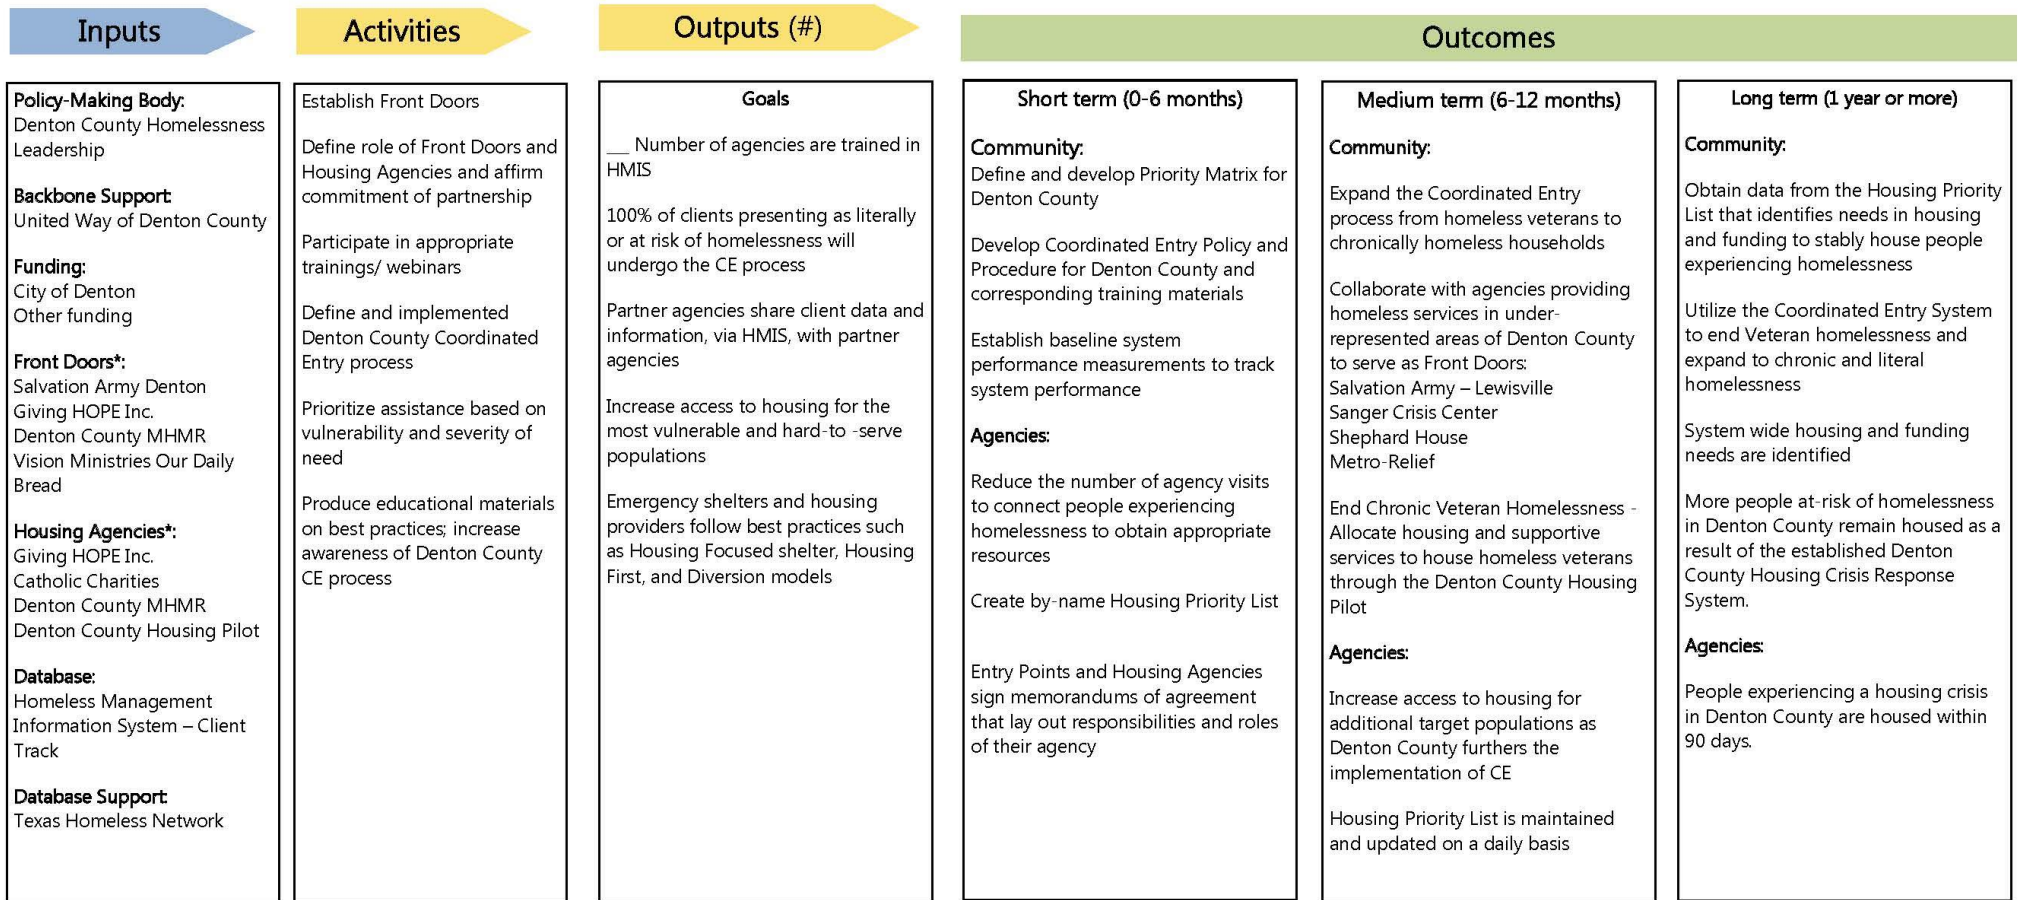 Inputs
Activities
Outputs (#)
Outcomes
Policy-Making Body:
Denton County Homelessness
Leadership
Backbone Support:
United Way of Denton County
Funding:
City of Denton
Other funding
Front Doors*:
Salvation Army Denton
Giving HOPE Inc.
Denton County MHMR
Vision Ministries Our Daily
Bread
Housing Agencies*:
Giving HOPE Inc.
Catholic Charities
Denton County MHMR
Denton County Housing Pilot
Database:
Homeless Management
Information System – Client
Track
Database Support:
Texas Homeless Network
Establish Front Doors
Define role of Front Doors and
Housing Agencies and affirm
commitment of partnership
Participate in appropriate
trainings/ webinars
Define and implemented
Denton County Coordinated
Entry process
Prioritize assistance based on
vulnerability and severity of
need
Produce educational materials
on best practices; increase
awareness of Denton County
CE process
Goals
__ Number of agencies are trained in
HMIS
100% of clients presenting as literally
or at risk of homelessness will
undergo the CE process
Partner agencies share client data and
information, via HMIS, with partner
agencies
Increase access to housing for the
most vulnerable and hard-to -serve
populations
Emergency shelters and housing
providers follow best practices such
as Housing Focused shelter, Housing
First, and Diversion models
Short term (0-6 months)
Community:
Define and develop Priority Matrix for
Denton County
Develop Coordinated Entry Policy and
Procedure for Denton County and
corresponding training materials
Establish baseline system
performance measurements to track
system performance
Agencies:
Reduce the number of agency visits
to connect people experiencing
homelessness to obtain appropriate
resources
Create by-name Housing Priority List
Entry Points and Housing Agencies
sign memorandums of agreement
that lay out responsibilities and roles
of their agency
Medium term (6-12 months)
Community:
Expand the Coordinated Entry
process from homeless veterans to
chronically homeless households
Collaborate with agencies providing
homeless services in under-
represented areas of Denton County
to serve as Front Doors:
Salvation Army – Lewisville
Sanger Crisis Center
Shephard House
Metro-Relief
End Chronic Veteran Homelessness -
Allocate housing and supportive
services to house homeless veterans
through the Denton County Housing
Pilot
Agencies:
Increase access to housing for
additional target populations as
Denton County furthers the
implementation of CE
Housing Priority List is maintained
and updated on a daily basis
Long term (1 year or more)
Community:
Obtain data from the Housing Priority
List that identifies needs in housing
and funding to stably house people
experiencing homelessness
Utilize the Coordinated Entry System
to end Veteran homelessness and
expand to chronic and literal
homelessness
System wide housing and funding
needs are identified
More people at-risk of homelessness
in Denton County remain housed as a
result of the established Denton
County Housing Crisis Response
System.
Agencies:
People experiencing a housing crisis
in Denton County are housed within
90 days.